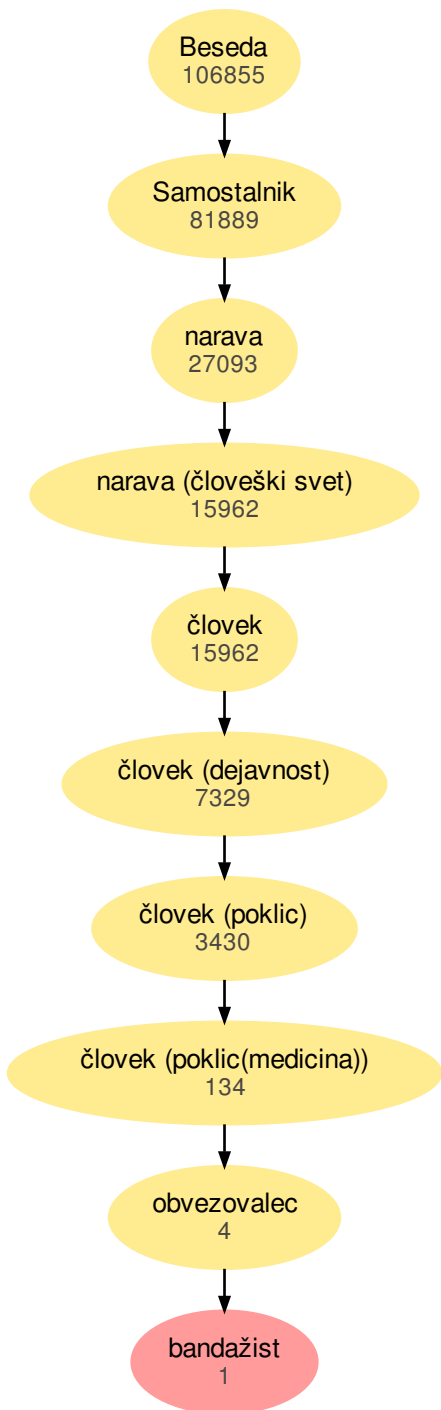 Beseda
106855
Samostalnik
81889
narava
27093
narava (človeški svet)
15962
človek
15962
človek (dejavnost)
7329
človek (poklic)
3430
človek (poklic(medicina))
134
obvezovalec
4
bandažist
1